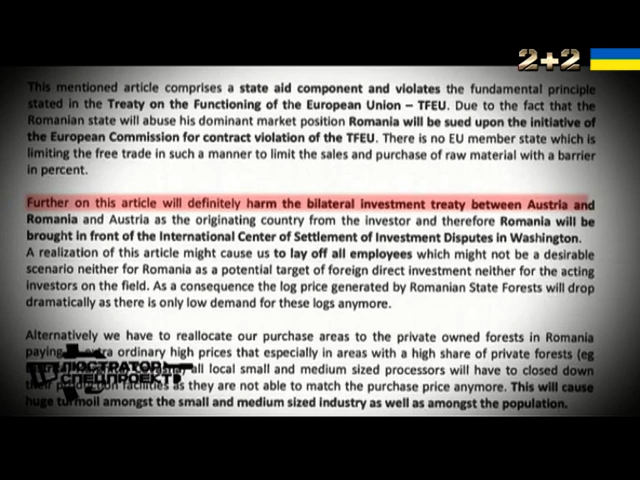 2+2
This mentioned article comprises a state aid component and violates the fundamental principle
stated in the Treaty on the Functioning of the European Union – TFEU. Due to the fact that the
Romanian state will abuse his dominant market position Romania will be sued upon the initiative of
the European Commission for contract violation of the TFEU. There is no EU member state which is
limiting the free trade in such a manner to limit the sales and purchase of raw material with a barrier
in percent.
Further on this article will definitely harm the bilateral investment treaty between Austria and
Romania and Austria as the originating country from the investor and therefore Romania will be
brought in front of the International Center of Settlement of Investment Disputes in Washington.
A realization of this article might cause us to lay off all employees which might not be a desirable
scenario neither for Romania as a potential target of foreign direct investment neither for the acting
investors on the field. As a consequence the log price generated by Romanian State Forests will drop
dramatically as there is only low demand for these logs anymore.
Alternatively we have to reallocate our purchase areas to the private owned forests in Romania
paying ordinary high prices that especially in areas with a high share of private forests (eg
all local small and medium sized processors will have to closed down
facilities as they are not able to match the purchase price anymore. This will cause
huge turmoil amongst the small and medium sized industry as well as amongst the population.
ЛЮСТРАТОР
СПЕЦПРОЕКТ